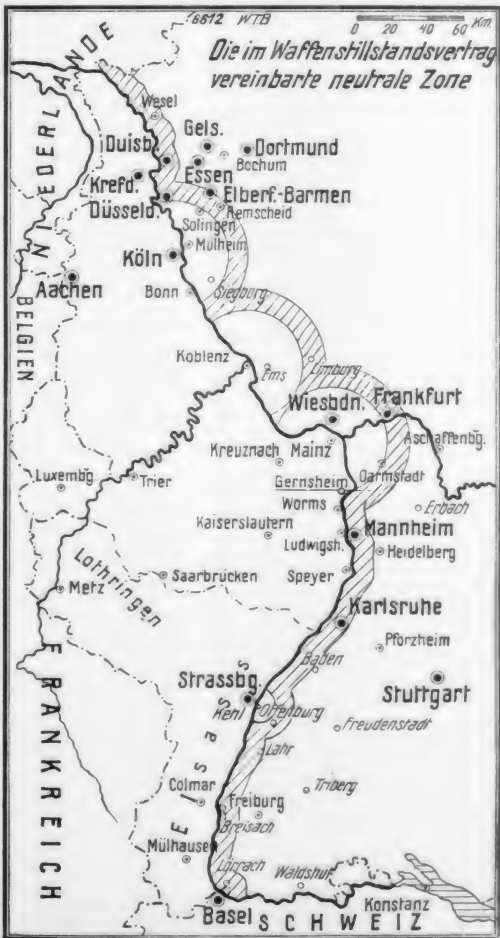 6612 WTB
0 20 40 60 Km.
Die im Waffenstillstandsvertrag
vereinbarte neutrale Zone
NIEDERLANDE
Wesel
Gels.
Duisb.
Dortmund
Bochum
Essen
Krefd.
Elberf.-Barmen
Düsseld.
Remscheid
Solingen
Mülheim
Köln
Aachen
Siegborg
Bonn
BELGIEN
Koblenz
Ems
Limburg
Wiesbdn.
Frankfurt
Aschaffenbg.
Kreuznach
Mainz
Darmstadt
Luxembg
Trier
Gernsheim
Worms
Erbach
Kaiserslautern
Mannheim
Ludwigsh.
Heidelberg
Lothringen
Saarbrücken
Speyer
Metz
Karlsruhe
Pforzheim
Baden
FRANKREICH
Strassbg.
Stuttgart
Kehl
Offenburg
Freudenstadt
Elsass
Lahr
Triberg
Colmar
Freiburg
Breisach
Mülhausen
Lörrach
Waldshut
Konstanz
Basel
SCHWEIZ